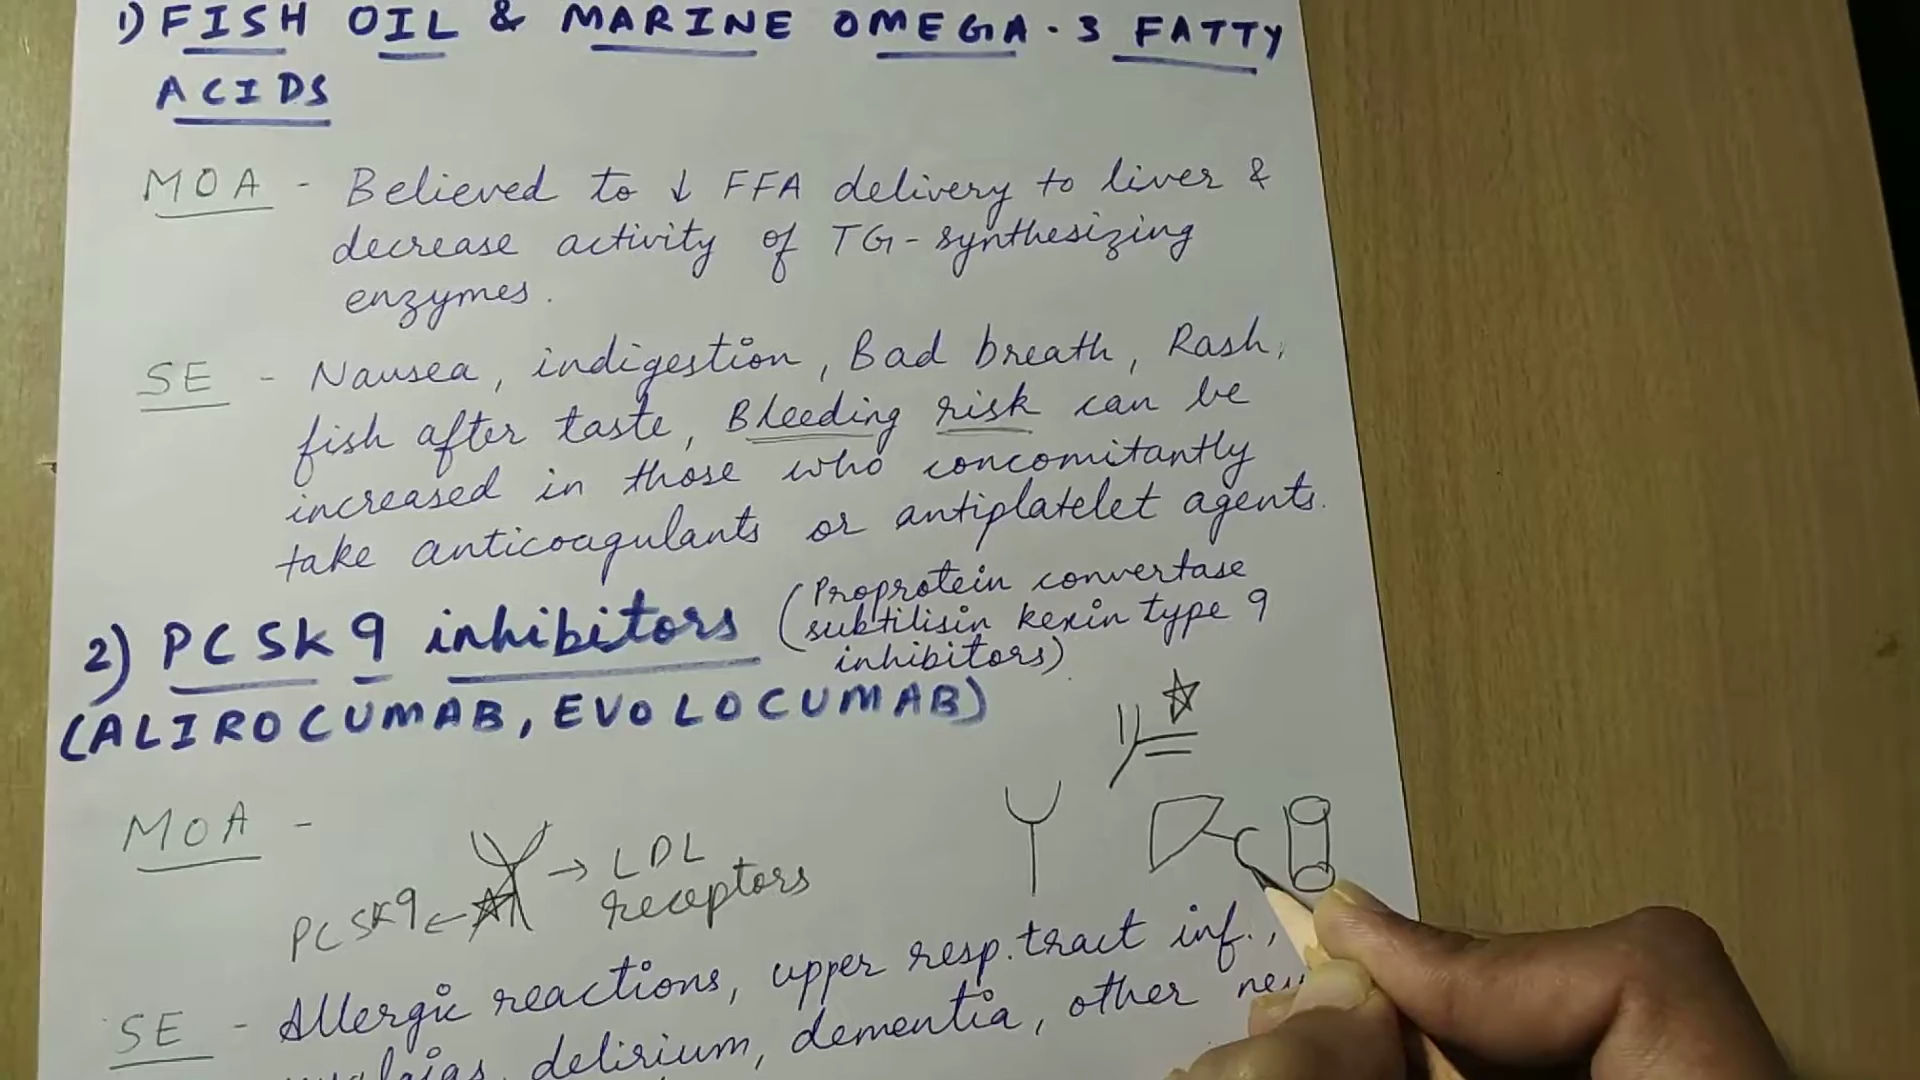 1) FISH OIL & MARINE OMEGA-3 FATTY
ACIDS
MOA - Believed to ↓ FFA delivery to liver &
decrease activity of TG-synthesizing
enzymes.
SE - Nausea, indigestion, Bad breath, Rash,
fish after taste, Bleeding risk can be
increased in those who concomitantly
take anticoagulants or antiplatelet agents.
2) PCSK9 inhibitors (Proprotein convertase
subtilisin kexin type 9
inhibitors)
(ALIROCUMAB, EVOLOCUMAB)
MOA -
PCSK9 ← → LDL
receptors
SE - Allergic reactions, upper resp. tract inf.,
delirium, dementia, other